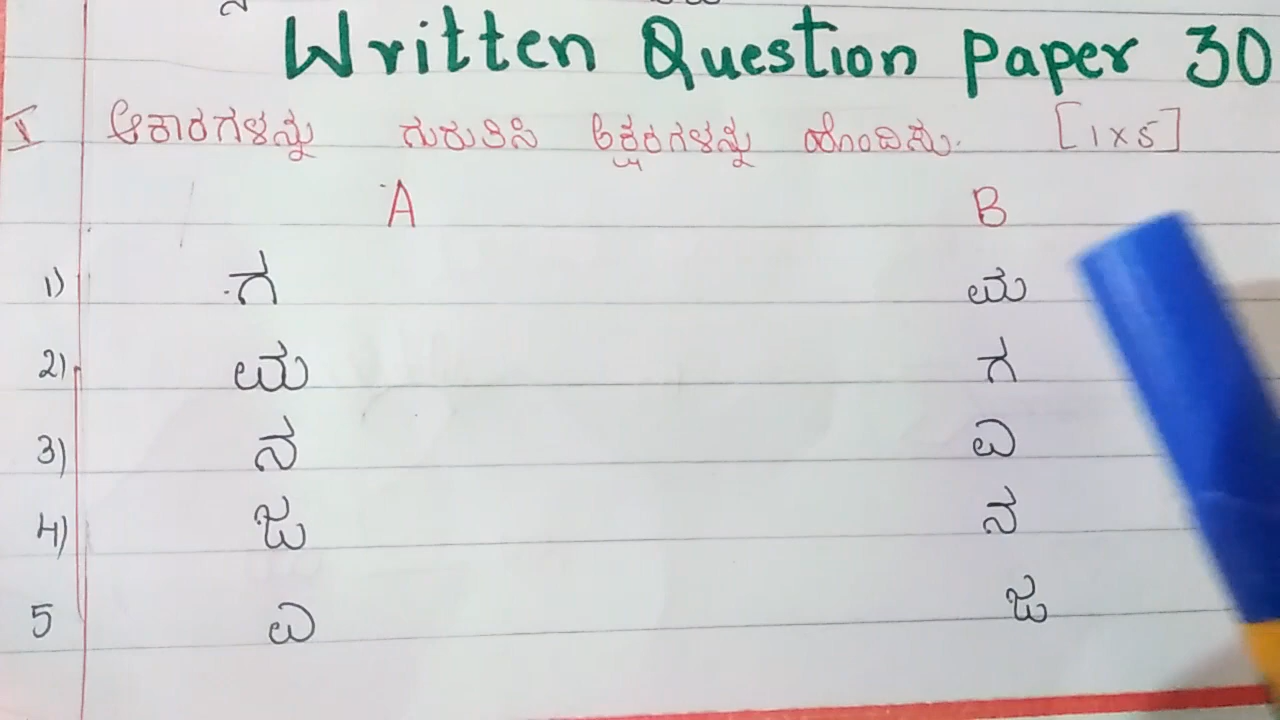 Written Question paper 30
I ಆಕಾರಗಳನ್ನು ಗುರುತಿಸಿ ಅಕ್ಷರಗಳನ್ನು ಹೊಂದಿಸು. [1x5]
A B
1) ಗ ಮ
2) ಮ ಗ
3) ನ ಏ
4) ಜ ನ
5 ಏ ಜ